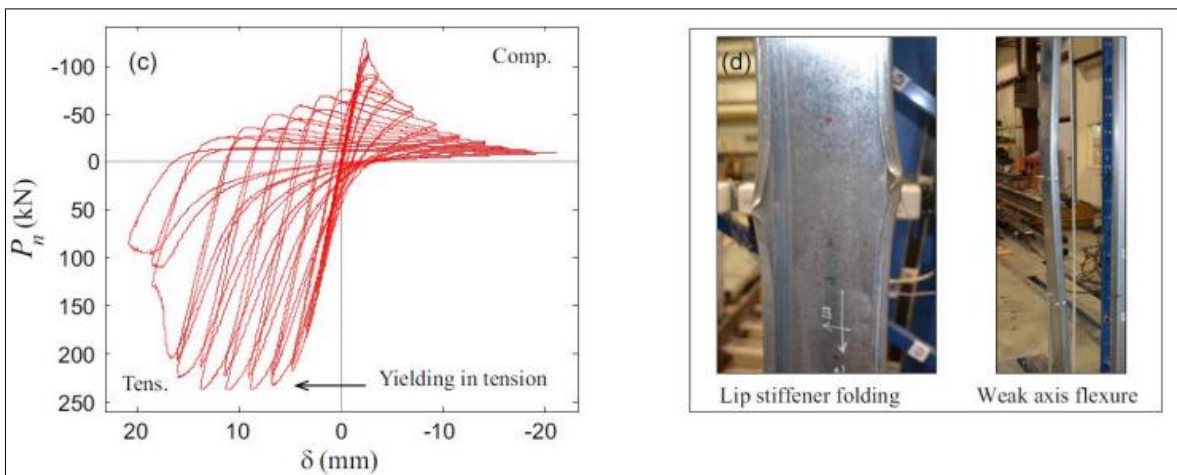 (c)
Comp.
-100
-50
0
50
100
150
200
250
P_n (kN)
Tens.
Yielding in tension
20
10
0
-10
-20
δ (mm)
(d)
Lip stiffener folding
Weak axis flexure